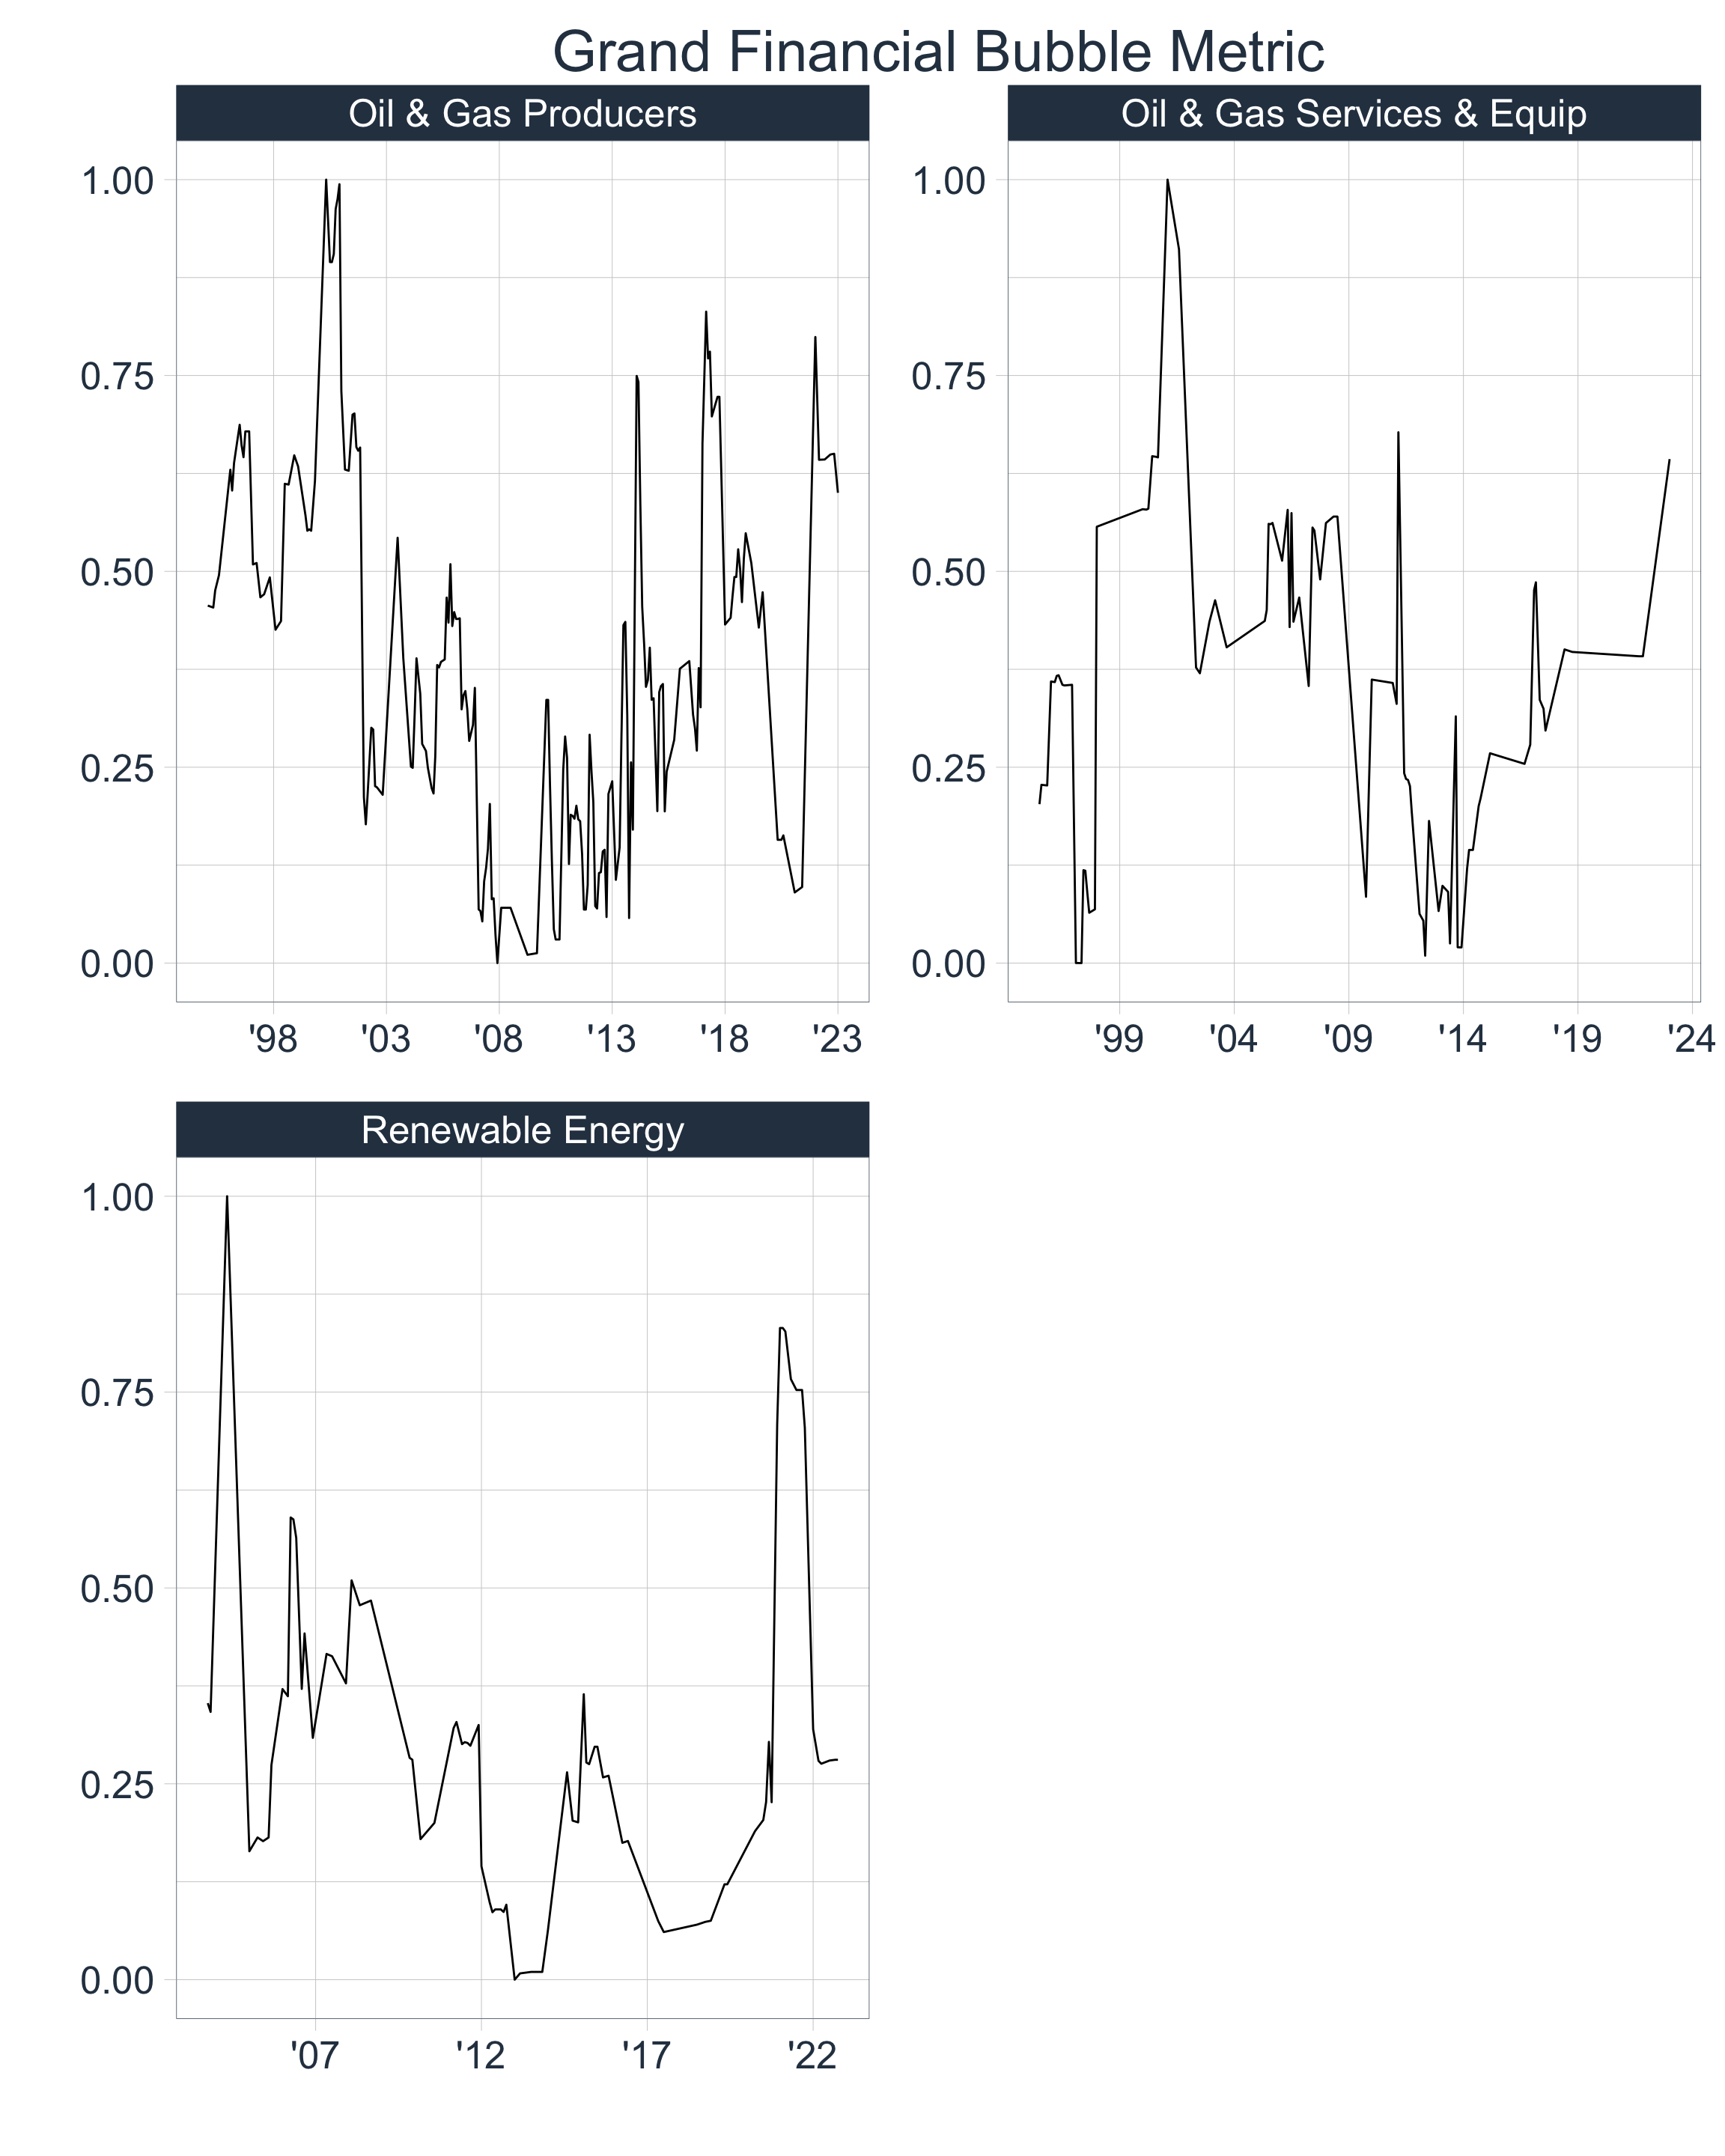 Grand Financial Bubble Metric
Oil & Gas Producers
Oil & Gas Services & Equip
1.00
0.75
0.50
0.25
0.00
1.00
0.75
0.50
0.25
0.00
'98 '03 '08 '13 '18 '23
'99 '04 '09 '14 '19 '24
Renewable Energy
1.00
0.75
0.50
0.25
0.00
'07 '12 '17 '22